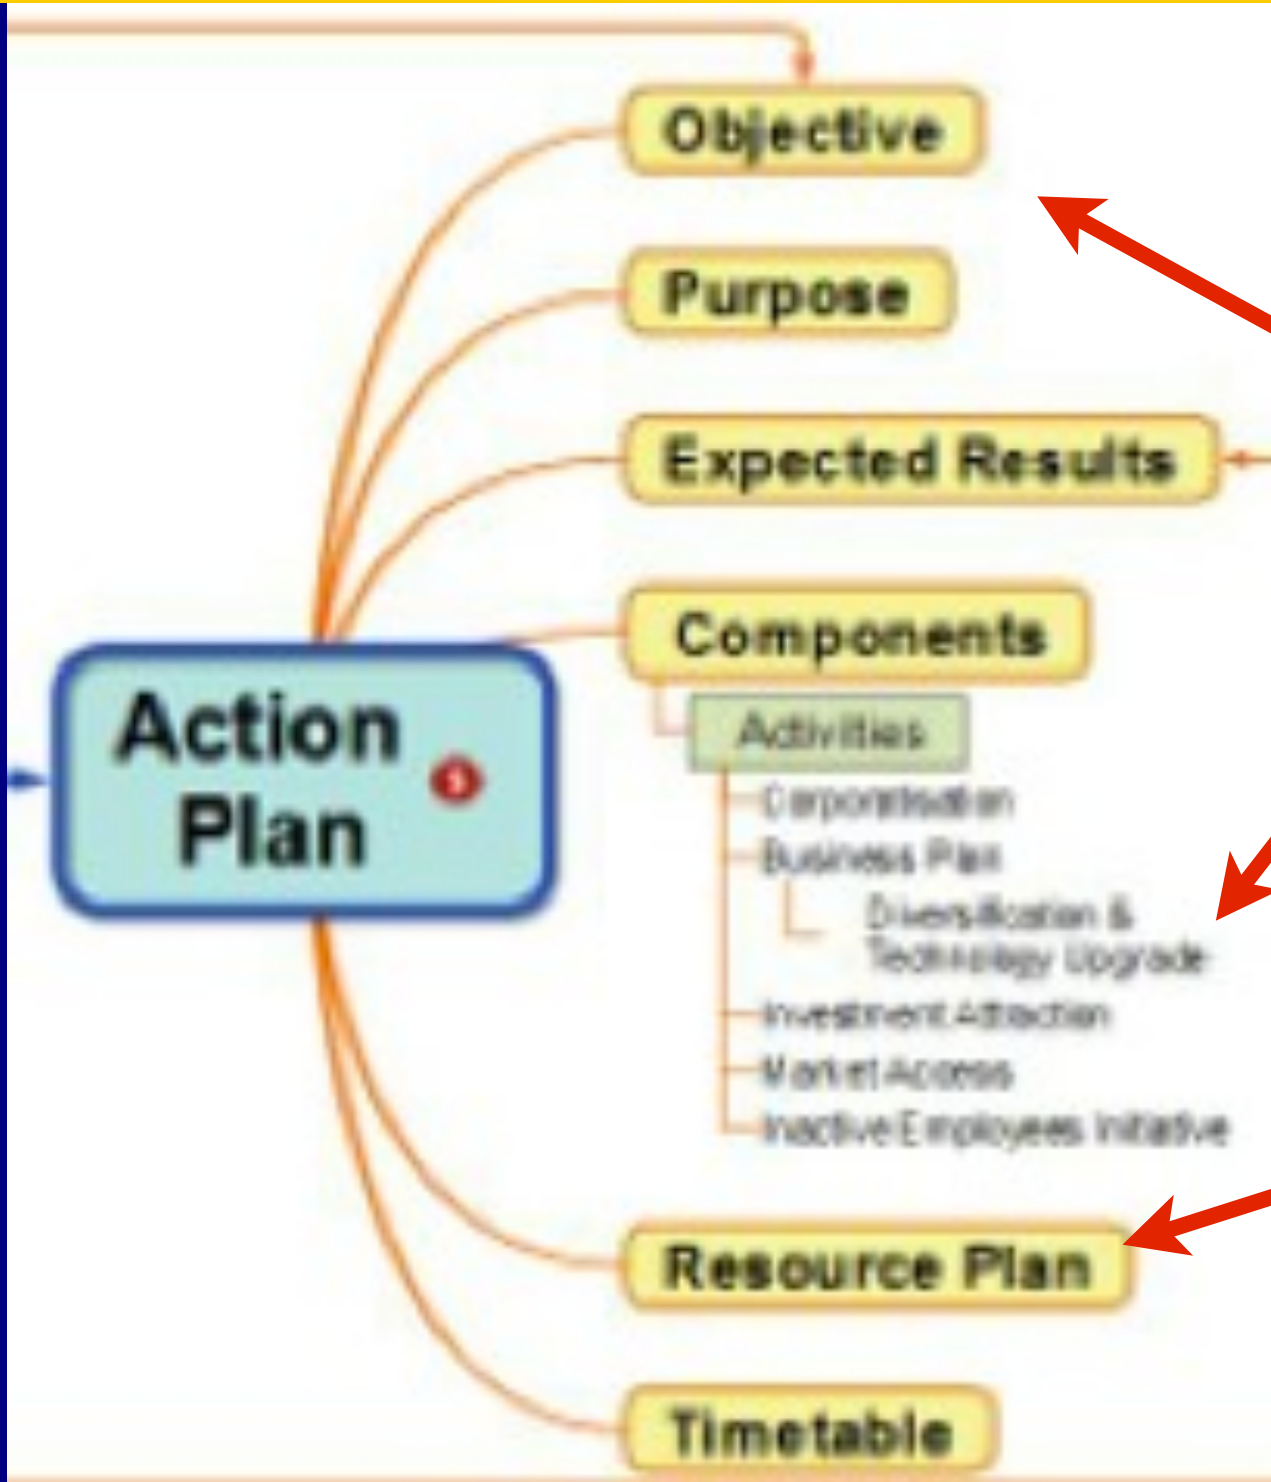 Objective
Purpose
Expected Results
Components
Action
Plan
Activities
Corporatisation
Business Plan
Diversification &
Technology Upgrade
Investment Attraction
Market Access
Inactive Employees Initiative
Resource Plan
Timetable